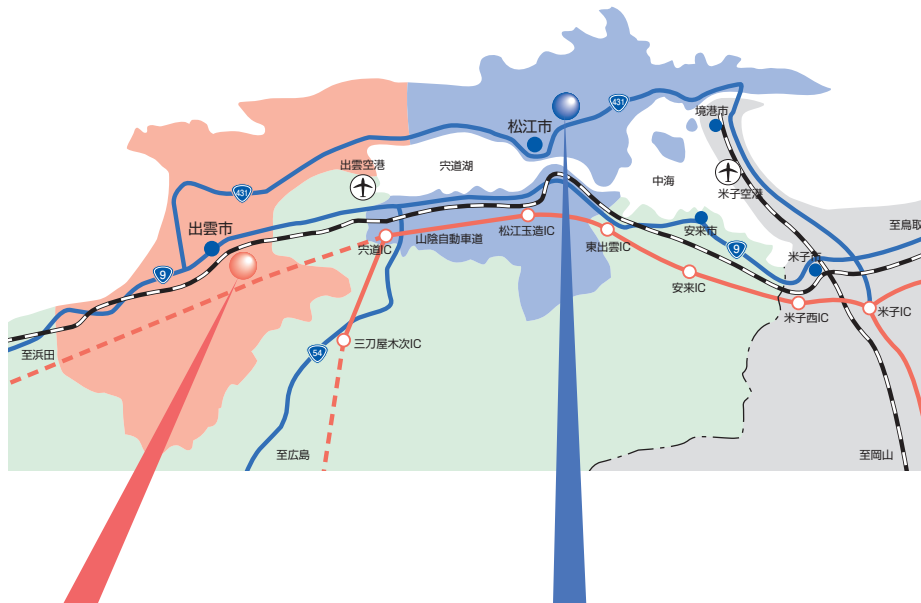 431
境港市
松江市
出雲空港
宍道湖
中海
米子空港
431
出雲市
宍道IC
山陰自動車道
松江玉造IC
東出雲IC
安来市
9
至鳥取
米子市
9
安来IC
米子西IC
米子IC
至浜田
54
三刀屋木次IC
至広島
至岡山